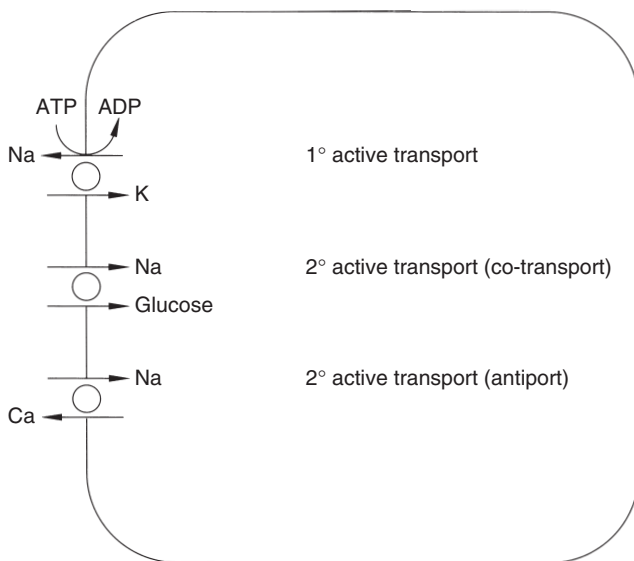 ATP ADP
Na 1° active transport
K
Na 2° active transport (co-transport)
Glucose
Na 2° active transport (antiport)
Ca